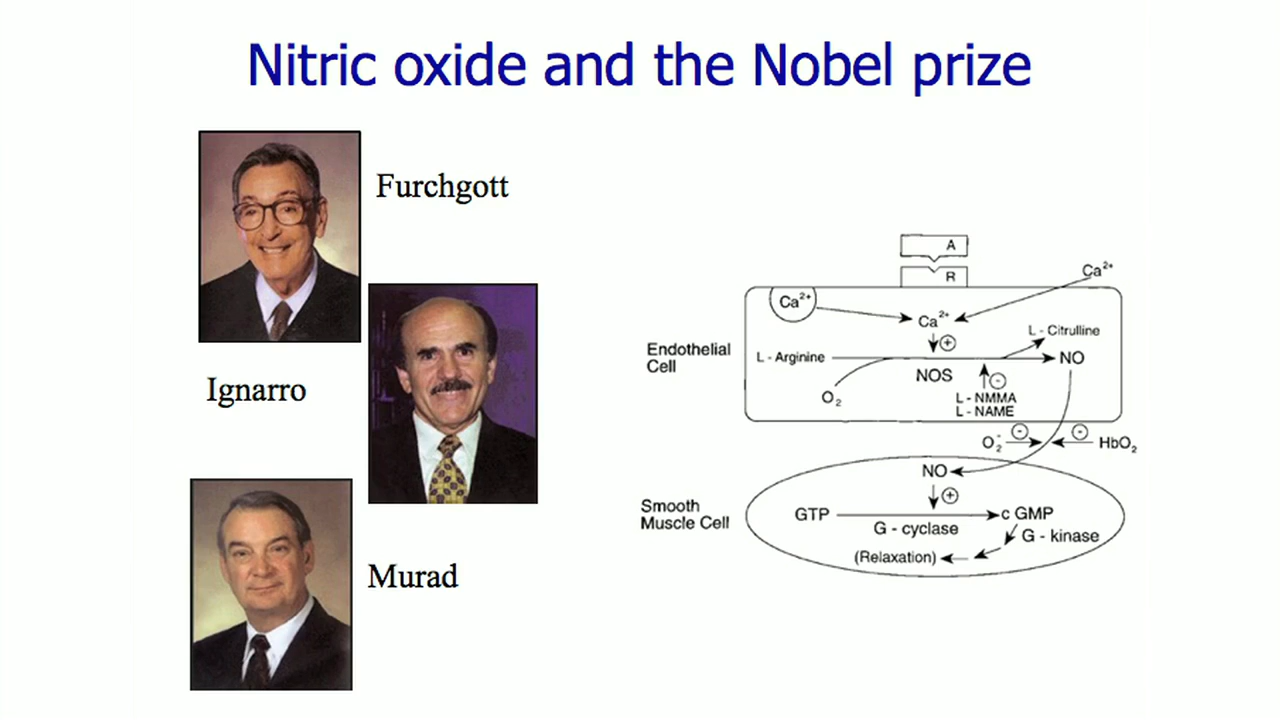 Nitric oxide and the Nobel prize
Furchgott
Ignarro
Murad
A
R
Ca²⁺
Ca²⁺
Ca²⁺
+
L - Citrulline
Endothelial
Cell
L - Arginine
NO
NOS
-
O₂
L - NMMA
L - NAME
- -
O₂⁻ HbO₂
NO
+
Smooth
Muscle Cell
GTP
c GMP
G - cyclase
G - kinase
(Relaxation)